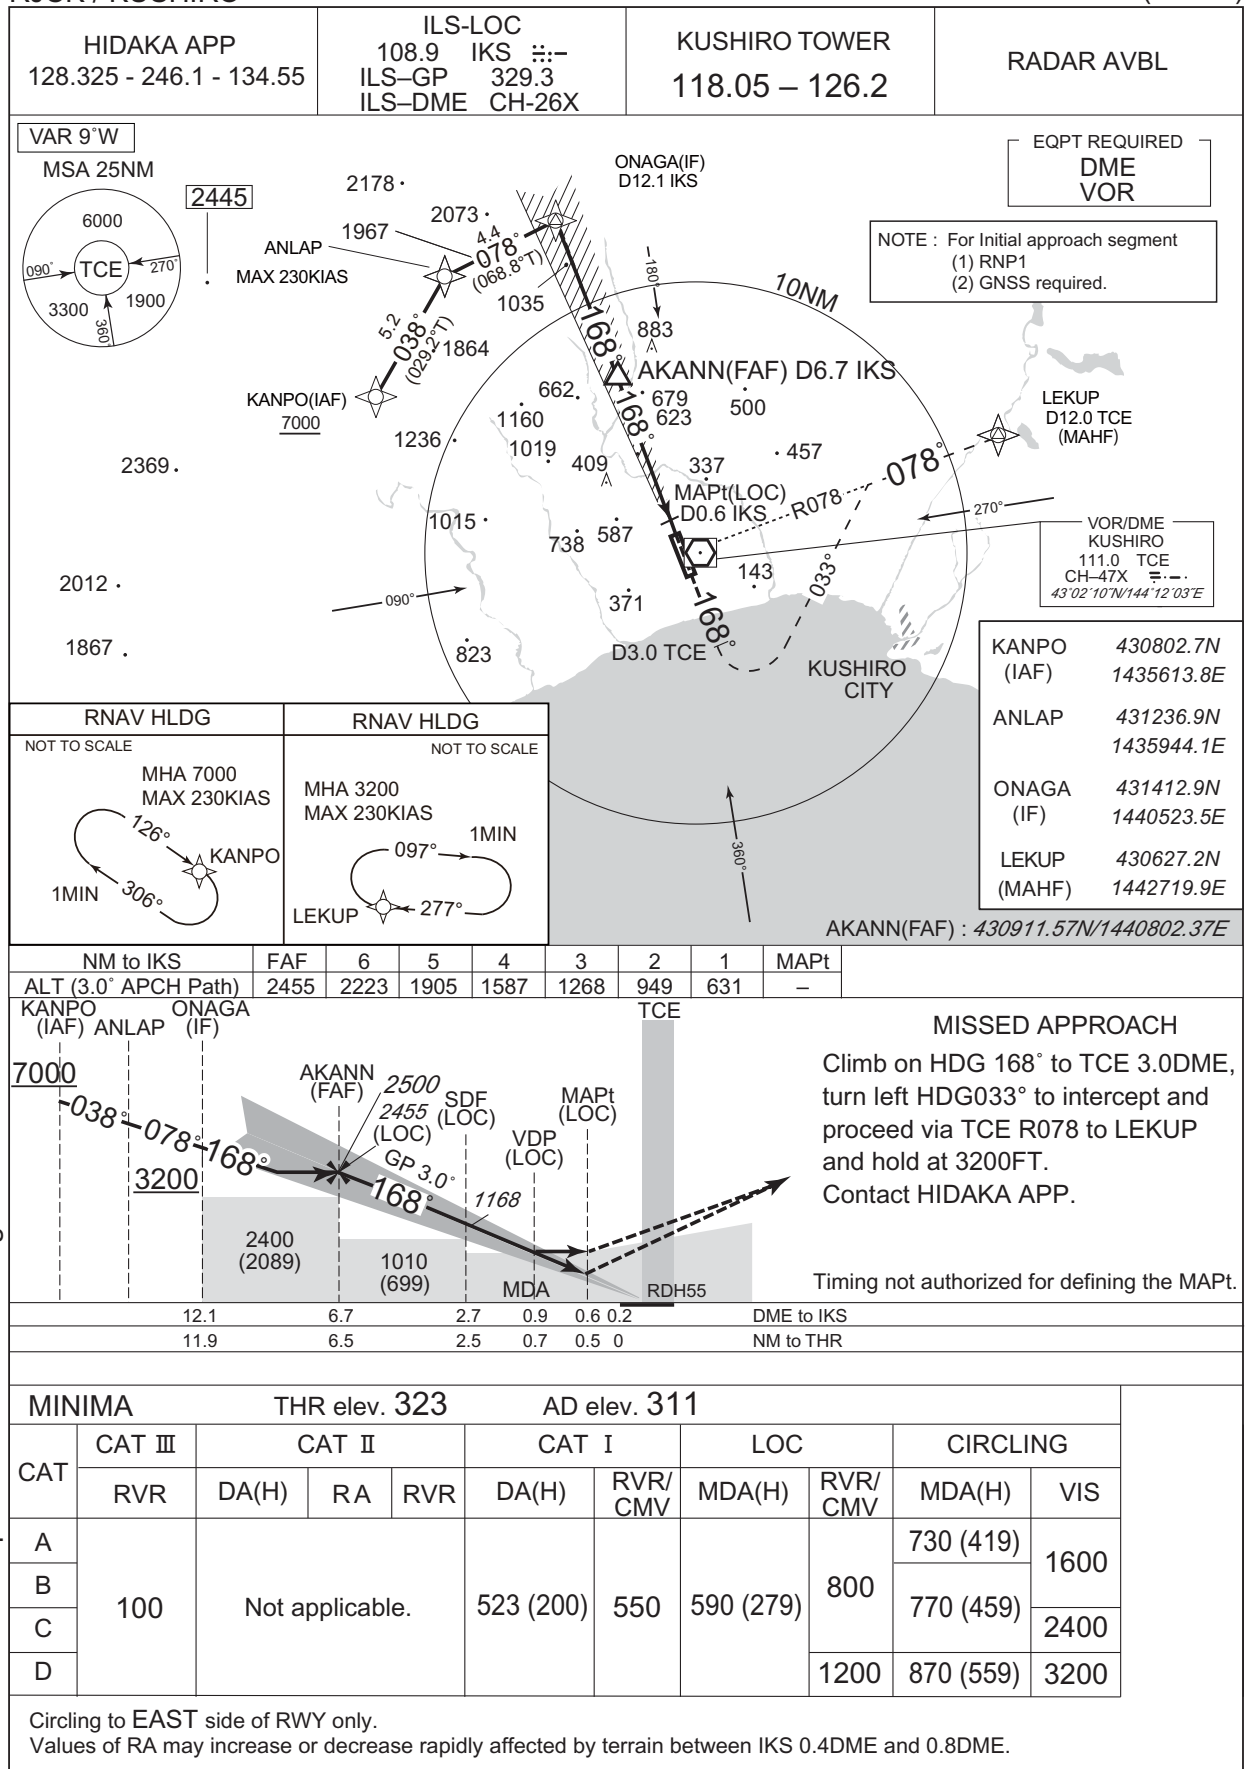 HIDAKA APP
128.325 - 246.1 - 134.55
ILS-LOC
108.9 IKS
ILS–GP 329.3
ILS–DME CH-26X
KUSHIRO TOWER
118.05 – 126.2
RADAR AVBL
VAR 9°W
MSA 25NM
6000
TCE
090°
270°
3300
1900
360°
2445
2178
2073
1967
ANLAP
MAX 230KIAS
ONAGA(IF)
D12.1 IKS
4.4
078°
(068.8°T)
1035
5.2
038°
(029.2°T)
1864
KANPO(IAF)
7000
EQPT REQUIRED
DME
VOR
NOTE : For Initial approach segment
(1) RNP1
(2) GNSS required.
180°
10NM
168°
883
AKANN(FAF) D6.7 IKS
168°
662
679
623
500
1160
1236
1019
409
337
457
LEKUP
D12.0 TCE
(MAHF)
2369
MAPt(LOC)
D0.6 IKS
R078
078°
1015
738
587
270°
VOR/DME
KUSHIRO
111.0 TCE
CH–47X
43°02'10"N/144°12'03"E
2012
090°
371
143
033°
168°
1867
823
D3.0 TCE
KUSHIRO
CITY
360°
KANPO 430802.7N
(IAF) 1435613.8E
ANLAP 431236.9N
1435944.1E
ONAGA 431412.9N
(IF) 1440523.5E
LEKUP 430627.2N
(MAHF) 1442719.9E
AKANN(FAF) : 430911.57N/1440802.37E
RNAV HLDG
NOT TO SCALE
MHA 7000
MAX 230KIAS
126°
KANPO
1MIN
306°
RNAV HLDG
NOT TO SCALE
MHA 3200
MAX 230KIAS
1MIN
097°
LEKUP
277°
NM to IKS FAF 6 5 4 3 2 1 MAPt
ALT (3.0° APCH Path) 2455 2223 1905 1587 1268 949 631 –
KANPO
(IAF)
ANLAP
ONAGA
(IF)
TCE
7000
038°
078°
168°
3200
AKANN
(FAF)
2500
2455
(LOC)
SDF
(LOC)
VDP
(LOC)
MAPt
(LOC)
GP 3.0°
168°
1168
2400
(2089)
1010
(699)
MDA
RDH55
MISSED APPROACH
Climb on HDG 168° to TCE 3.0DME,
turn left HDG033° to intercept and
proceed via TCE R078 to LEKUP
and hold at 3200FT.
Contact HIDAKA APP.
Timing not authorized for defining the MAPt.
12.1 6.7 2.7 0.9 0.6 0.2 DME to IKS
11.9 6.5 2.5 0.7 0.5 0 NM to THR
MINIMA THR elev. 323 AD elev. 311
CAT CAT Ⅲ CAT Ⅱ CAT Ⅰ LOC CIRCLING
RVR DA(H) RA RVR DA(H) RVR/CMV MDA(H) RVR/CMV MDA(H) VIS
A 730 (419) 1600
B 100 Not applicable. 523 (200) 550 590 (279) 800 770 (459)
C 2400
D 1200 870 (559) 3200
Circling to EAST side of RWY only.
Values of RA may increase or decrease rapidly affected by terrain between IKS 0.4DME and 0.8DME.